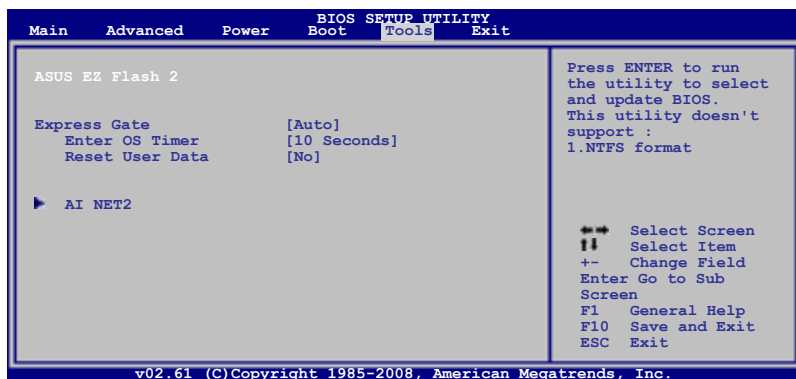 BIOS SETUP UTILITY
Main Advanced Power Boot Tools Exit
ASUS EZ Flash 2
Express Gate [Auto]
Enter OS Timer [10 Seconds]
Reset User Data [No]
AI NET2
Press ENTER to run
the utility to select
and update BIOS.
This utility doesn't
support :
1.NTFS format
←→ Select Screen
↑↓ Select Item
+- Change Field
Enter Go to Sub
Screen
F1 General Help
F10 Save and Exit
ESC Exit
v02.61 (C)Copyright 1985-2008, American Megatrends, Inc.